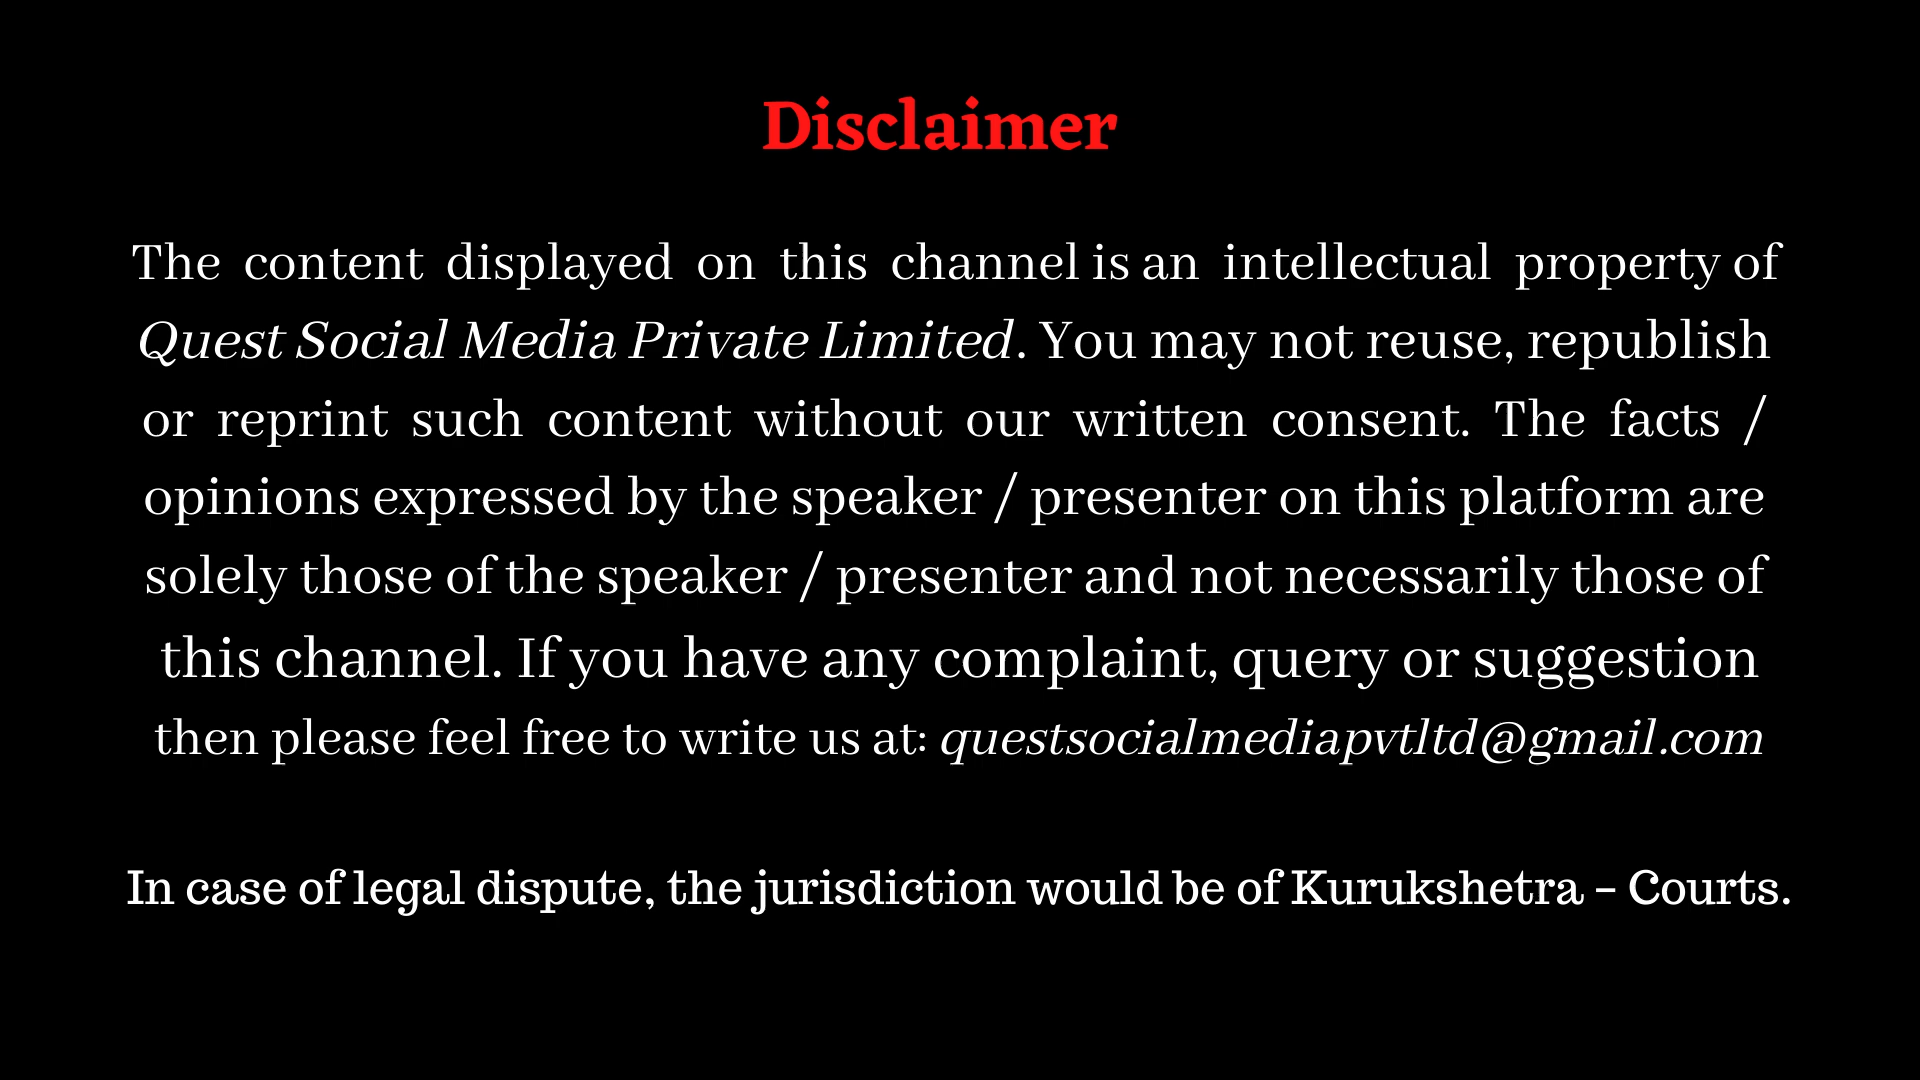 Disclaimer
The content displayed on this channel is an intellectual property of
Quest Social Media Private Limited. You may not reuse, republish
or reprint such content without our written consent. The facts /
opinions expressed by the speaker / presenter on this platform are
solely those of the speaker / presenter and not necessarily those of
this channel. If you have any complaint, query or suggestion
then please feel free to write us at: questsocialmediapvtltd@gmail.com
In case of legal dispute, the jurisdiction would be of Kurukshetra – Courts.